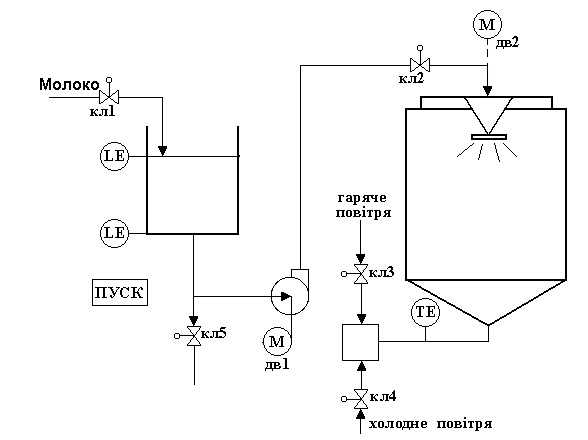 М
дв2
кл2
Молоко
кл1
LE
гаряче
повітря
LE
кл3
ПУСК
TE
кл5
М
дв1
кл4
холодне повітря